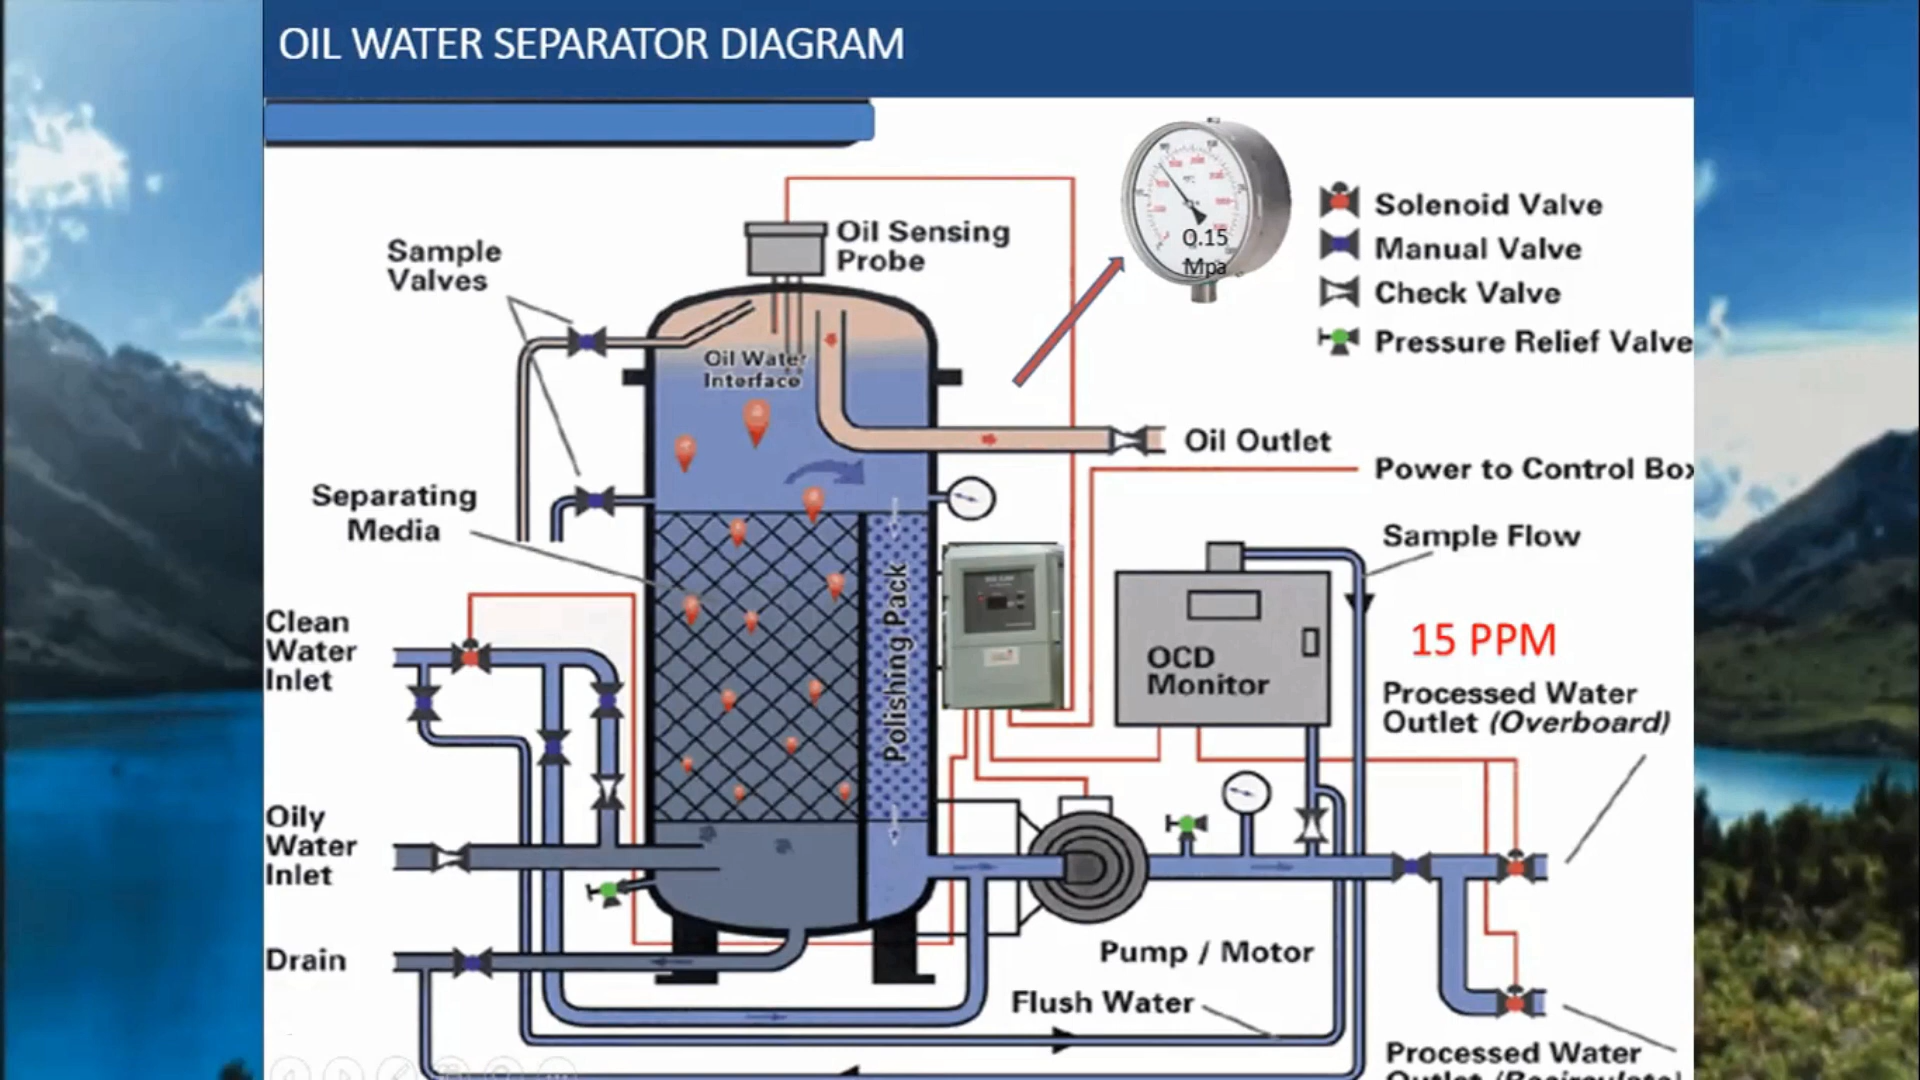 OIL WATER SEPARATOR DIAGRAM
Solenoid Valve
Manual Valve
Check Valve
Pressure Relief Valve
0.15
Mpa
Oil Sensing
Probe
Sample
Valves
Oil Water
Interface
Oil Outlet
Power to Control Box
Separating
Media
Sample Flow
Polishing Pack
Clean
Water
Inlet
OCD
Monitor
15 PPM
Processed Water
Outlet (Overboard)
Oily
Water
Inlet
Drain
Pump / Motor
Flush Water
Processed Water
Outlet (Recirculate)